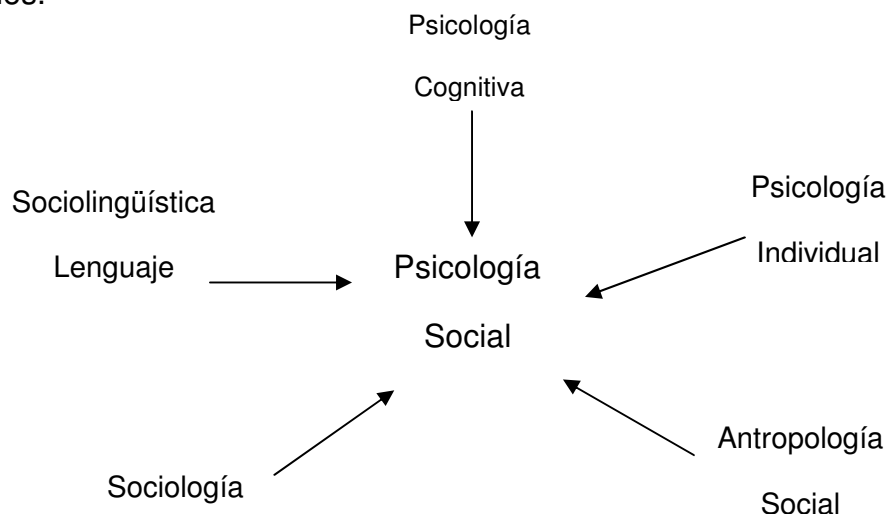 Psicología
Cognitiva
Sociolingüística
Lenguaje
Psicología
Individual
Psicología
Social
Sociología
Antropología
Social